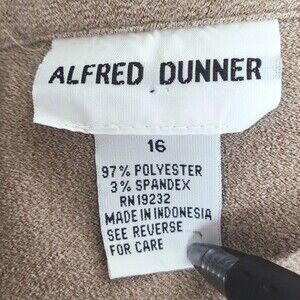 ALFRED DUNNER
16
97% POLYESTER
3% SPANDEX
RN19232
MADE IN INDONESIA
SEE REVERSE
FOR CARE